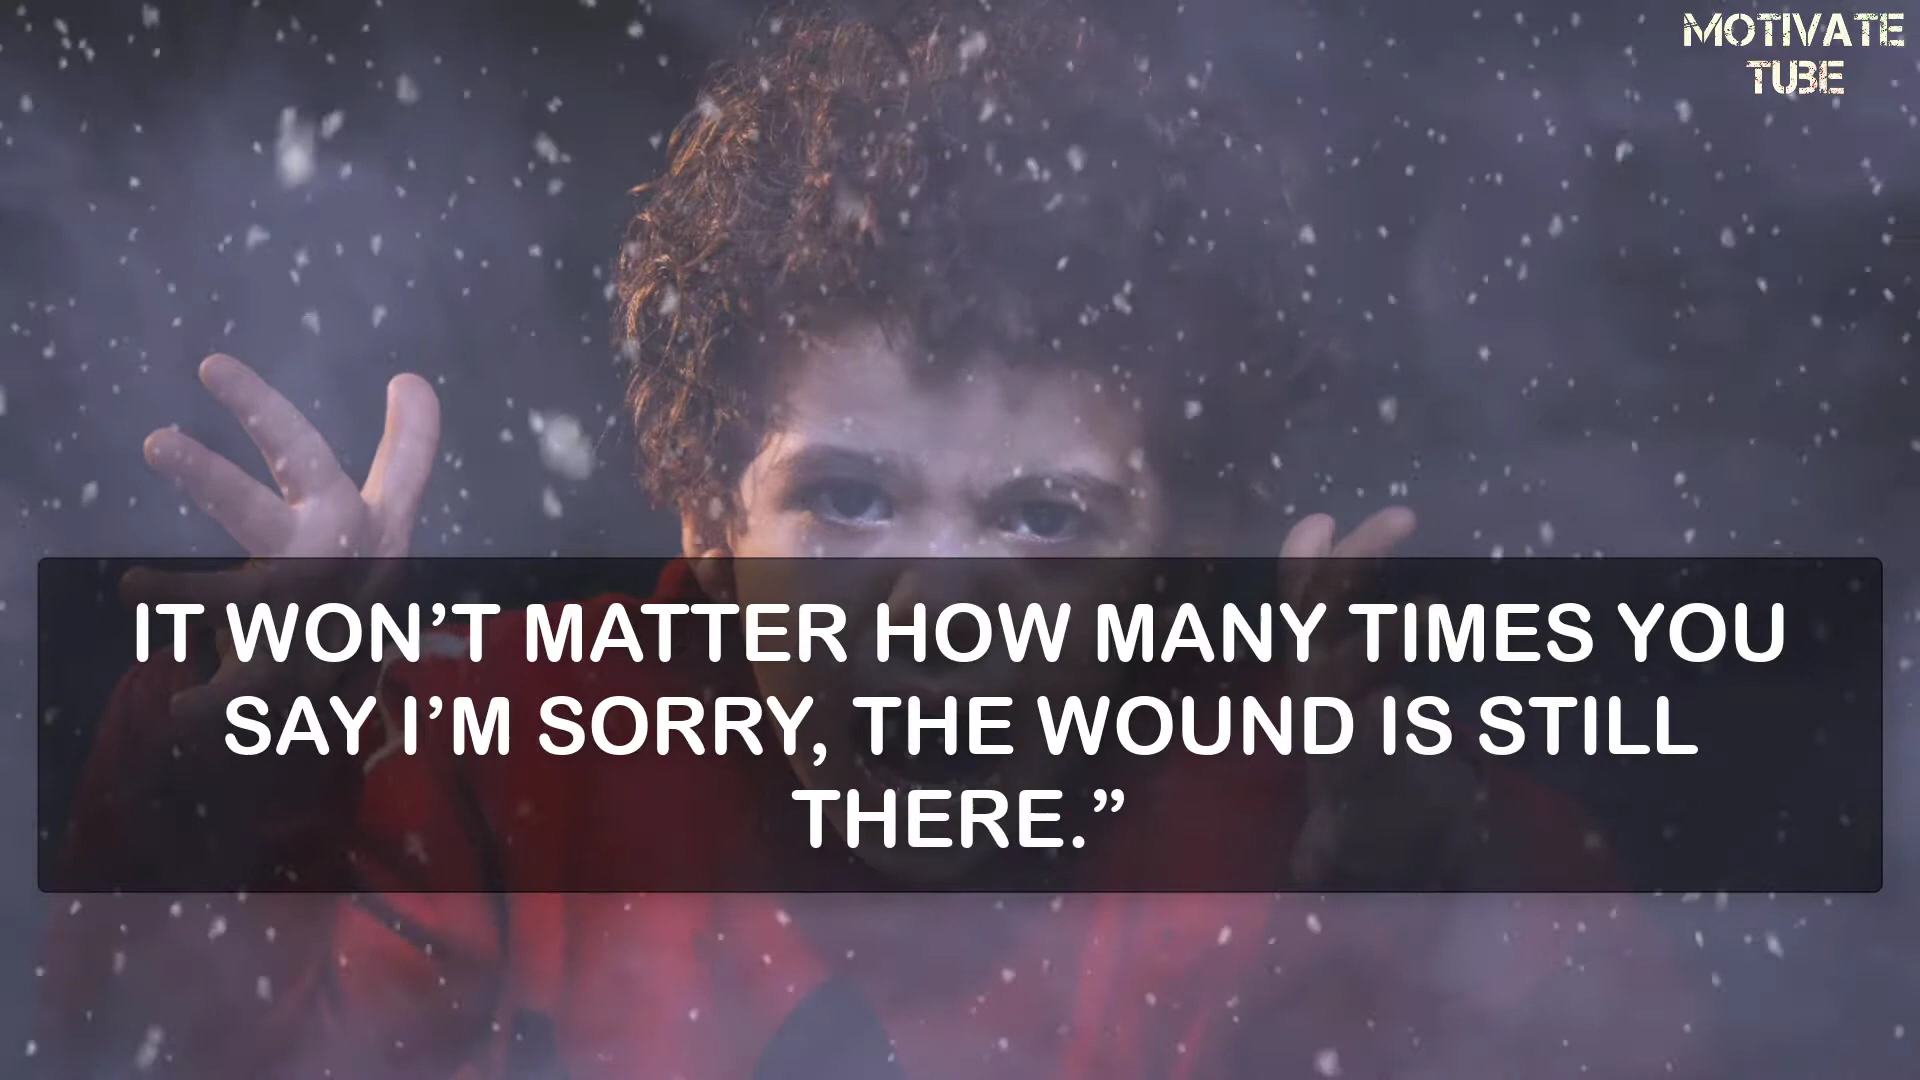 MOTIVATE
TUBE
IT WON’T MATTER HOW MANY TIMES YOU
SAY I’M SORRY, THE WOUND IS STILL
THERE.”